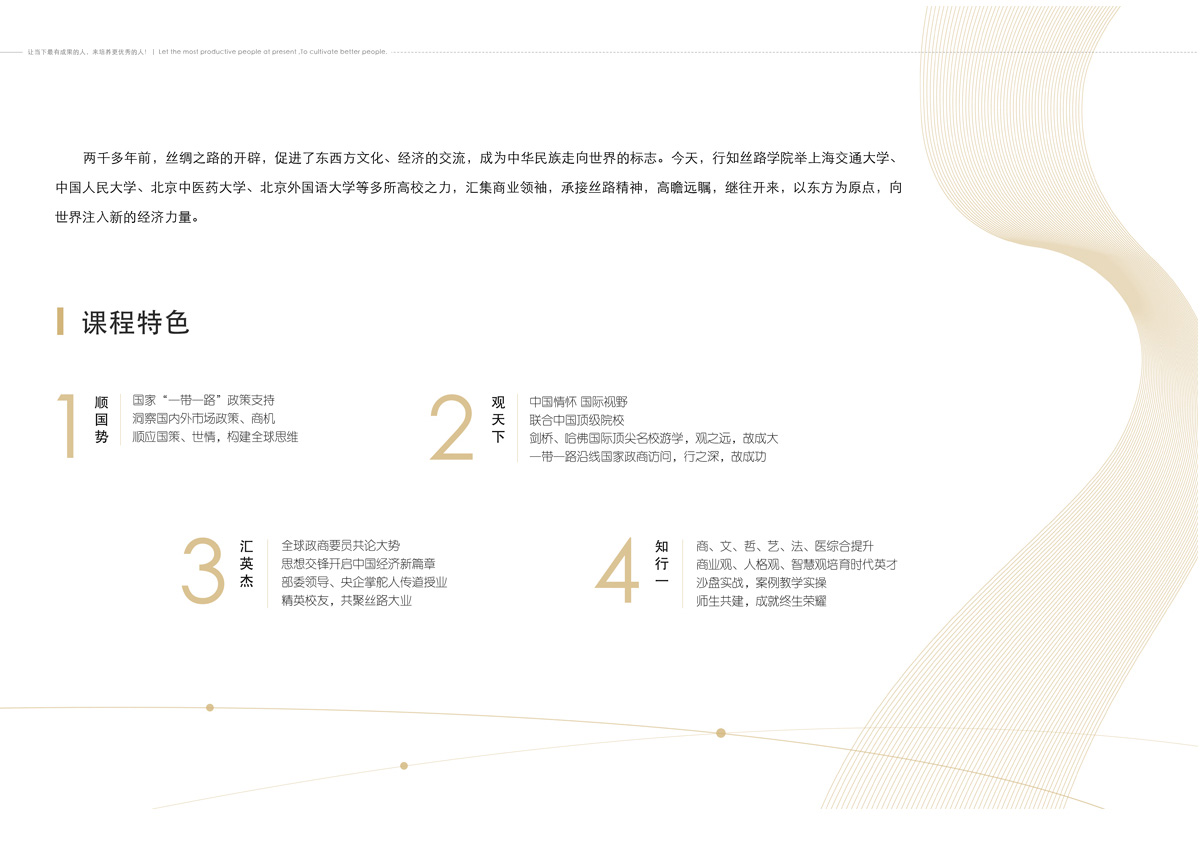 让当下最有成果的人，来培养更优秀的人！ | Let the most productive people at present ,to cultivate better people.
两千多年前，丝绸之路的开辟，促进了东西方文化、经济的交流，成为中华民族走向世界的标志。今天，行知丝路学院举上海交通大学、
中国人民大学、北京中医药大学、北京外国语大学等多所高校之力，汇集商业领袖，承接丝路精神，高瞻远瞩，继往开来，以东方为原点，向
世界注入新的经济力量。
课程特色
1
顺国势
国家“一带一路”政策支持
洞察国内外市场政策、商机
顺应国策、世情，构建全球思维
2
观天下
中国情怀 国际视野
联合中国顶级院校
剑桥、哈佛国际顶尖名校游学，观之远，故成大
一带一路沿线国家政商访问，行之深，故成功
3
汇英杰
全球政商要员共论大势
思想交锋开启中国经济新篇章
部委领导、央企掌舵人传道授业
精英校友，共聚丝路大业
4
知行一
商、文、哲、艺、法、医综合提升
商业观、人格观、智慧观培育时代英才
沙盘实战，案例教学实操
师生共建，成就终生荣耀